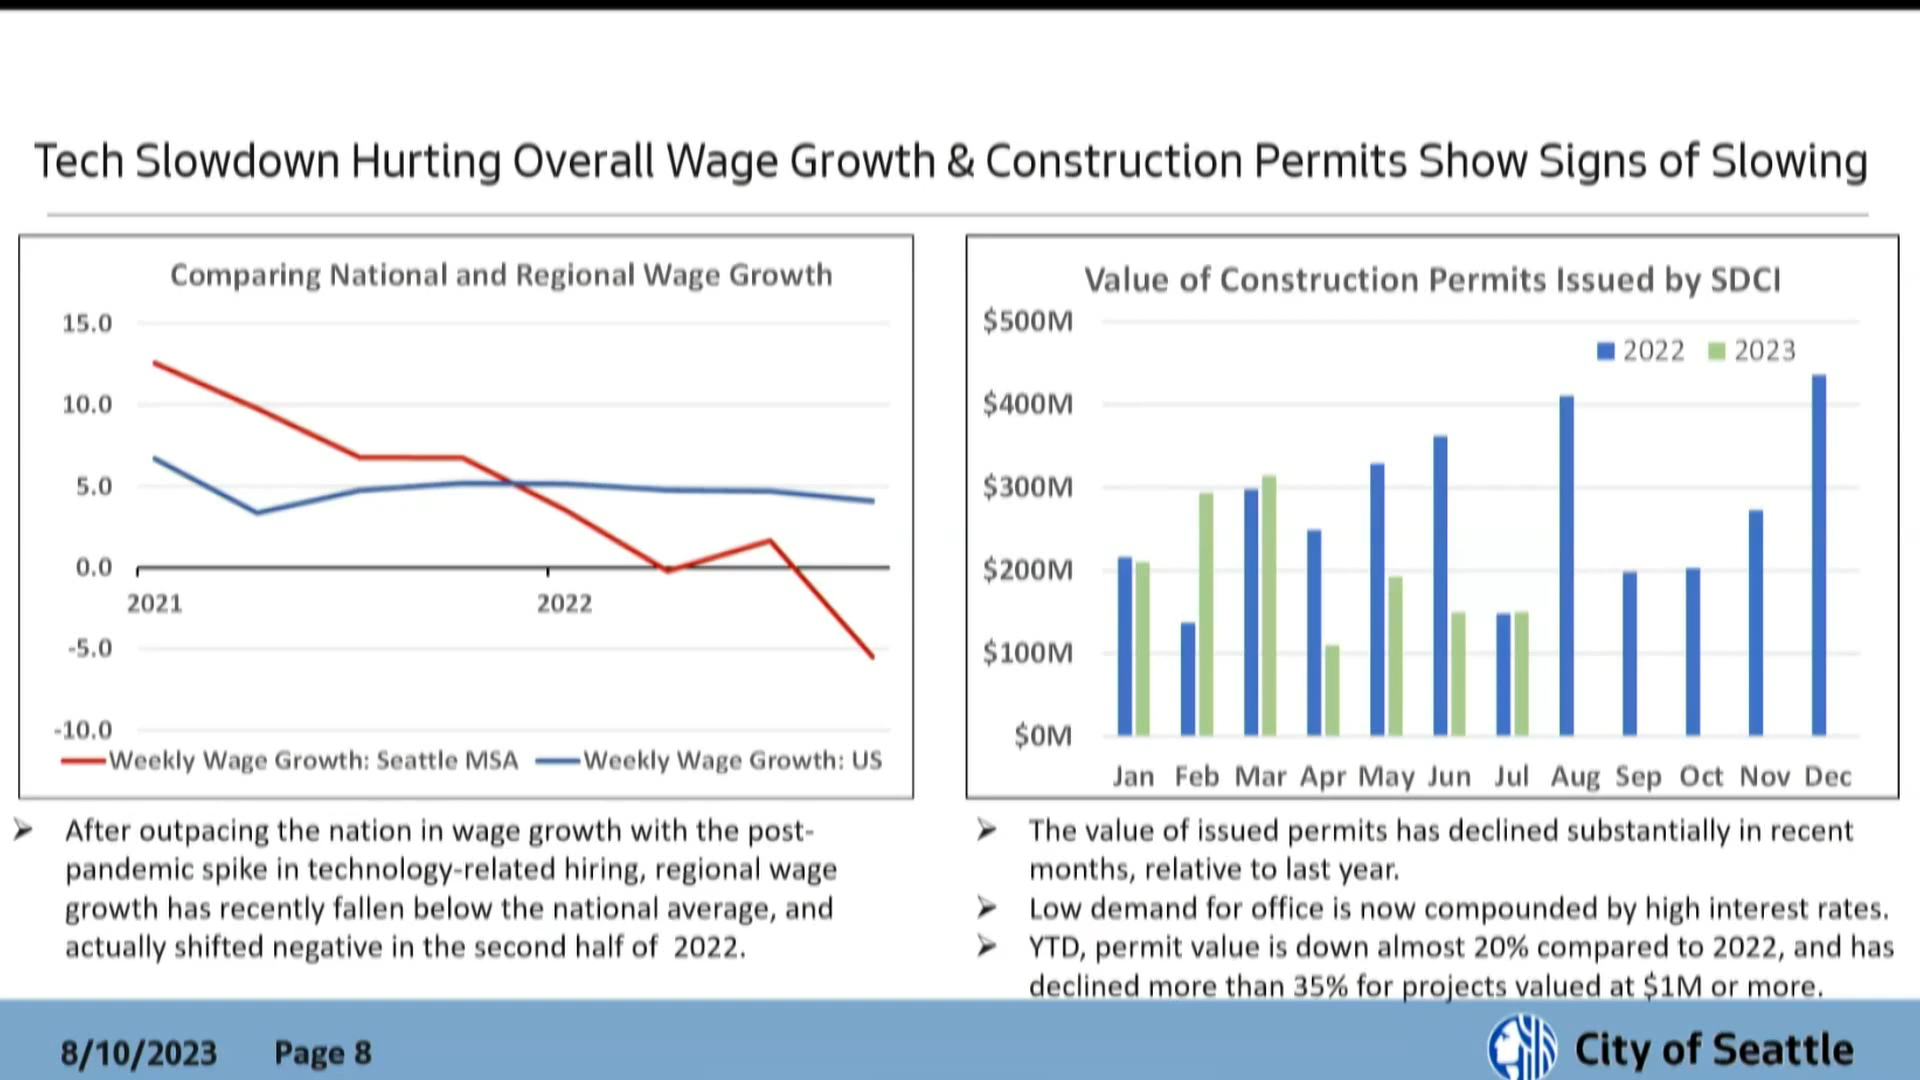 Tech Slowdown Hurting Overall Wage Growth & Construction Permits Show Signs of Slowing
Comparing National and Regional Wage Growth
15.0
10.0
5.0
0.0
2021
2022
-5.0
-10.0
Weekly Wage Growth: Seattle MSA
Weekly Wage Growth: US
Value of Construction Permits Issued by SDCI
$500M
2022
2023
$400M
$300M
$200M
$100M
$0M
Jan Feb Mar Apr May Jun Jul Aug Sep Oct Nov Dec
➢ After outpacing the nation in wage growth with the post-
pandemic spike in technology-related hiring, regional wage
growth has recently fallen below the national average, and
actually shifted negative in the second half of 2022.
➢ The value of issued permits has declined substantially in recent
months, relative to last year.
➢ Low demand for office is now compounded by high interest rates.
➢ YTD, permit value is down almost 20% compared to 2022, and has
declined more than 35% for projects valued at $1M or more.
8/10/2023 Page 8
City of Seattle